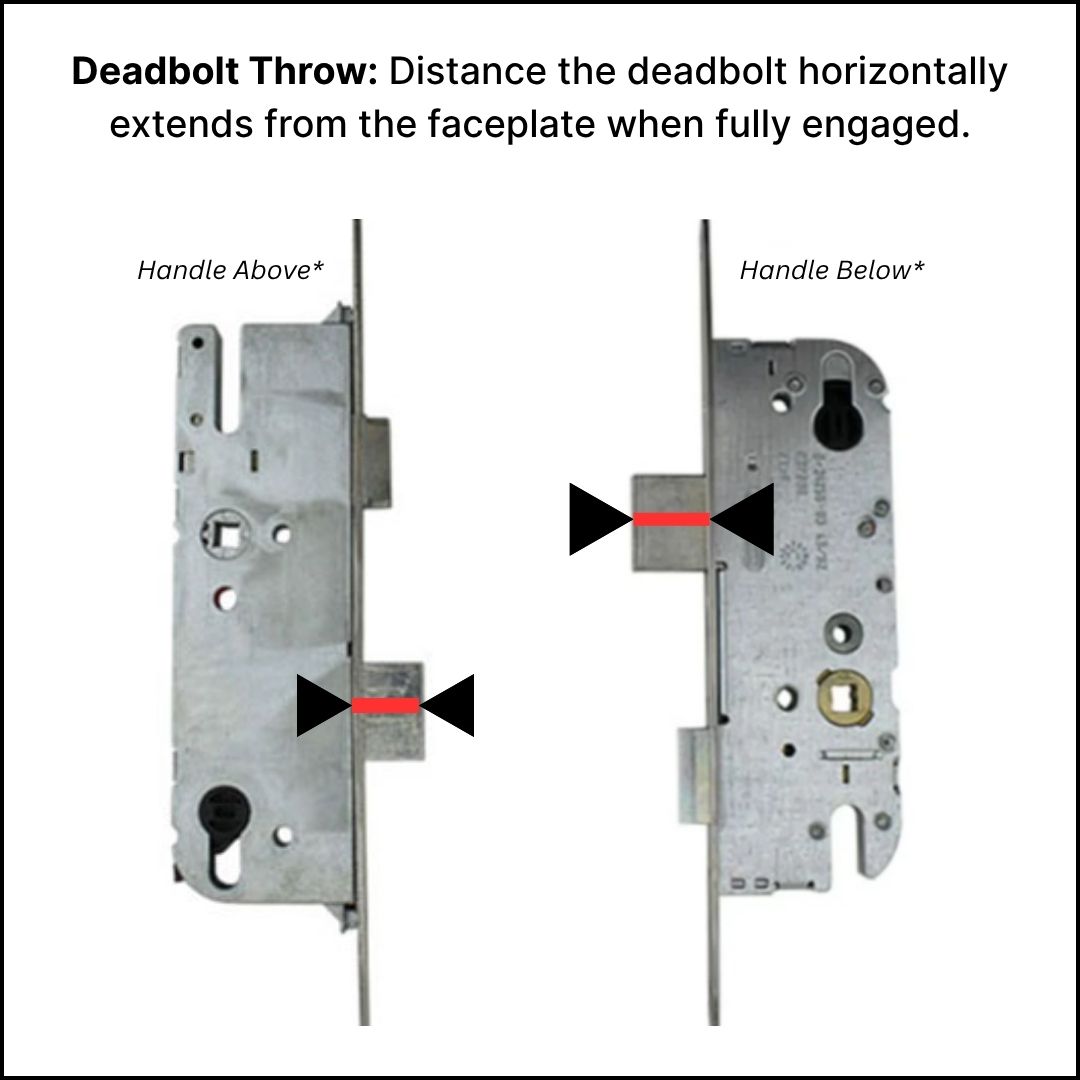 Deadbolt Throw: Distance the deadbolt horizontally
extends from the faceplate when fully engaged.
Handle Above*
Handle Below*